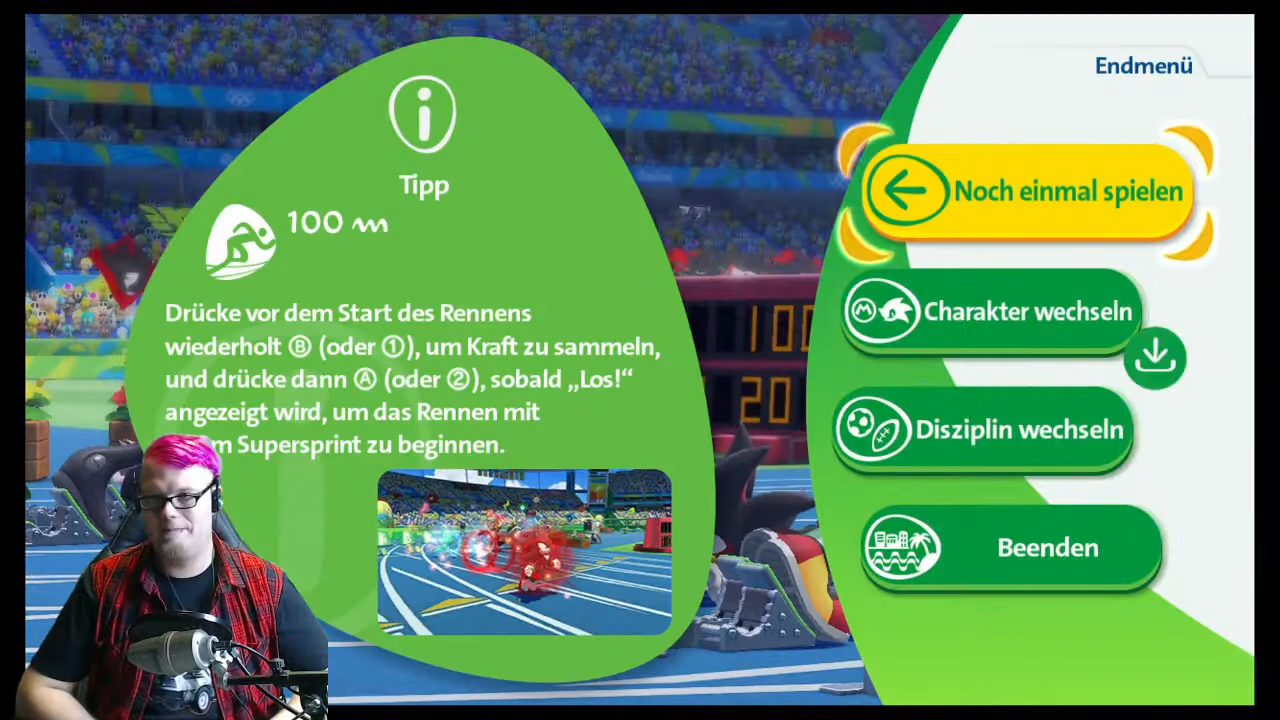 Endmenü
Tipp
100 m
Drücke vor dem Start des Rennens
wiederholt Ⓑ (oder ①), um Kraft zu sammeln,
und drücke dann Ⓐ (oder ②), sobald „Los!“
angezeigt wird, um das Rennen mit
m Supersprint zu beginnen.
Noch einmal spielen
Charakter wechseln
Disziplin wechseln
Beenden
100
20